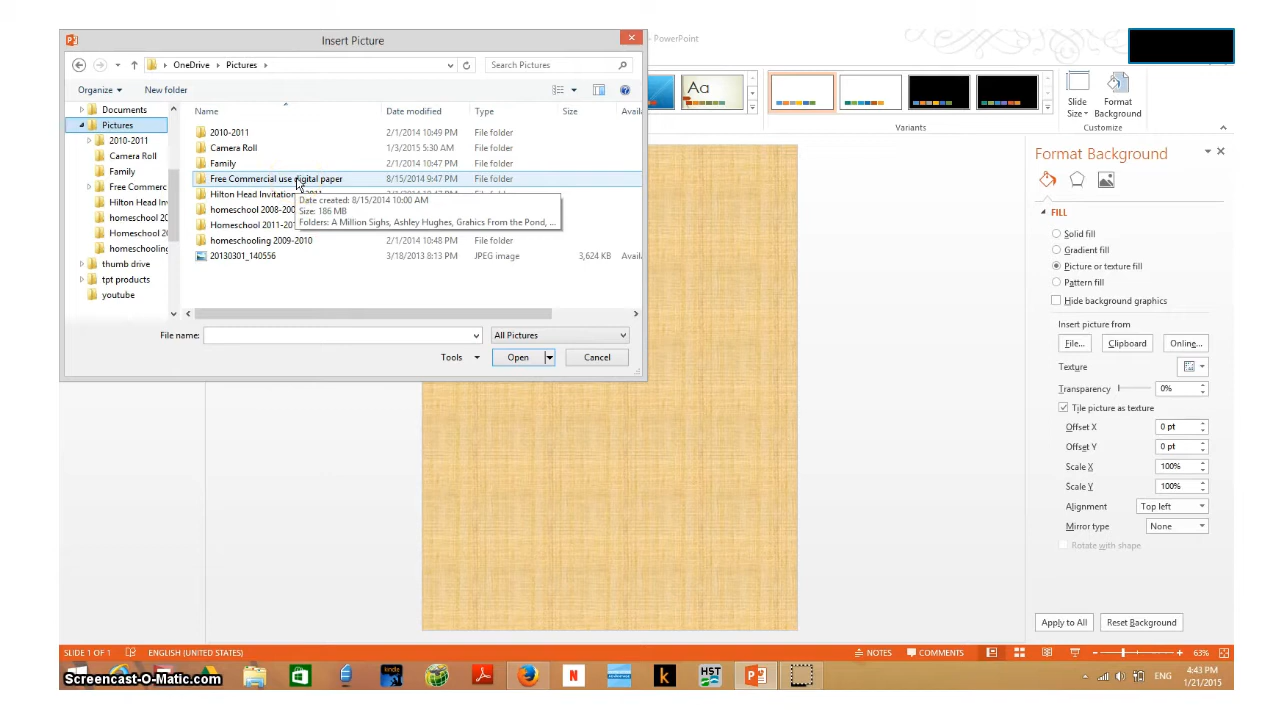 Insert Picture
- PowerPoint
OneDrive Pictures
Search Pictures
Organize
New folder
Documents
Pictures
2010-2011
Camera Roll
Family
Free Commerc
Hilton Head Inv
homeschool 20
Homeschool 20
homeschooling
thumb drive
tpt products
youtube
Name Date modified Type Size Avail
2010-2011 2/1/2014 10:49 PM File folder
Camera Roll 1/3/2015 5:30 AM File folder
Family 2/1/2014 10:47 PM File folder
Free Commercial use digital paper 8/15/2014 9:47 PM File folder
Hilton Head Invitation
homeschool 2008-200
Homeschool 2011-201
homeschooling 2009-2010 2/1/2014 10:48 PM File folder
20130301_140556 3/18/2013 8:13 PM JPEG image 3,624 KB Avail
Date created: 8/15/2014 10:00 AM
Size: 186 MB
Folders: A Million Sighs, Ashley Hughes, Grahics From the Pond, ...
File name:
All Pictures
Tools
Open
Cancel
Aa
Variants
Slide Size
Format Background
Customize
Format Background
FILL
Solid fill
Gradient fill
Picture or texture fill
Pattern fill
Hide background graphics
Insert picture from
File... Clipboard Online...
Texture
Transparency 0%
Tile picture as texture
Offset X 0 pt
Offset Y 0 pt
Scale X 100%
Scale Y 100%
Alignment Top left
Mirror type None
Rotate with shape
Apply to All Reset Background
SLIDE 1 OF 1 ENGLISH (UNITED STATES)
NOTES COMMENTS 63%
Screencast-O-Matic.com
kindle
N
k
HST
ENG
4:43 PM
1/21/2015